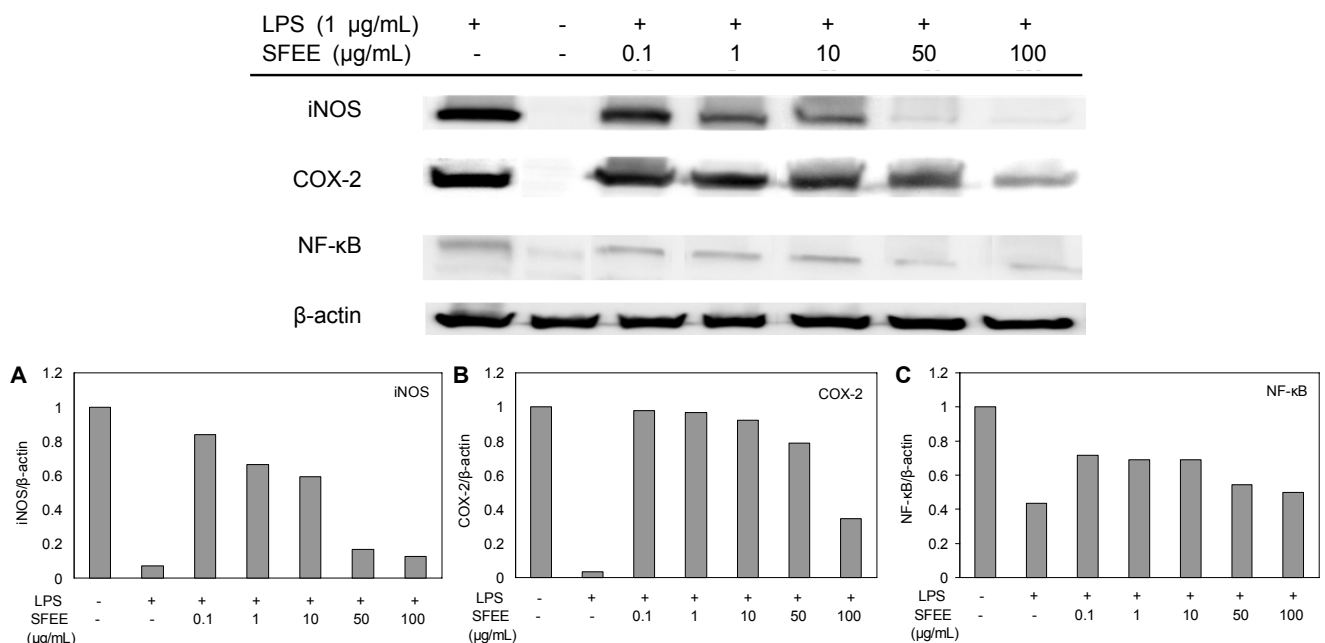 LPS (1 μg/mL) + - + + + + +
SFEE (μg/mL) - - 0.1 1 10 50 100
iNOS
COX-2
NF-κB
β-actin
A
iNOS
iNOS/β-actin
1.2
1
0.8
0.6
0.4
0.2
0
LPS - + + + + + +
SFEE - - 0.1 1 10 50 100
(μg/mL)
B
COX-2
COX-2/β-actin
1.2
1
0.8
0.6
0.4
0.2
0
LPS - + + + + + +
SFEE - - 0.1 1 10 50 100
(μg/mL)
C
NF-κB
NF-κB/β-actin
1.2
1
0.8
0.6
0.4
0.2
0
LPS - + + + + + +
SFEE - - 0.1 1 10 50 100
(μg/mL)